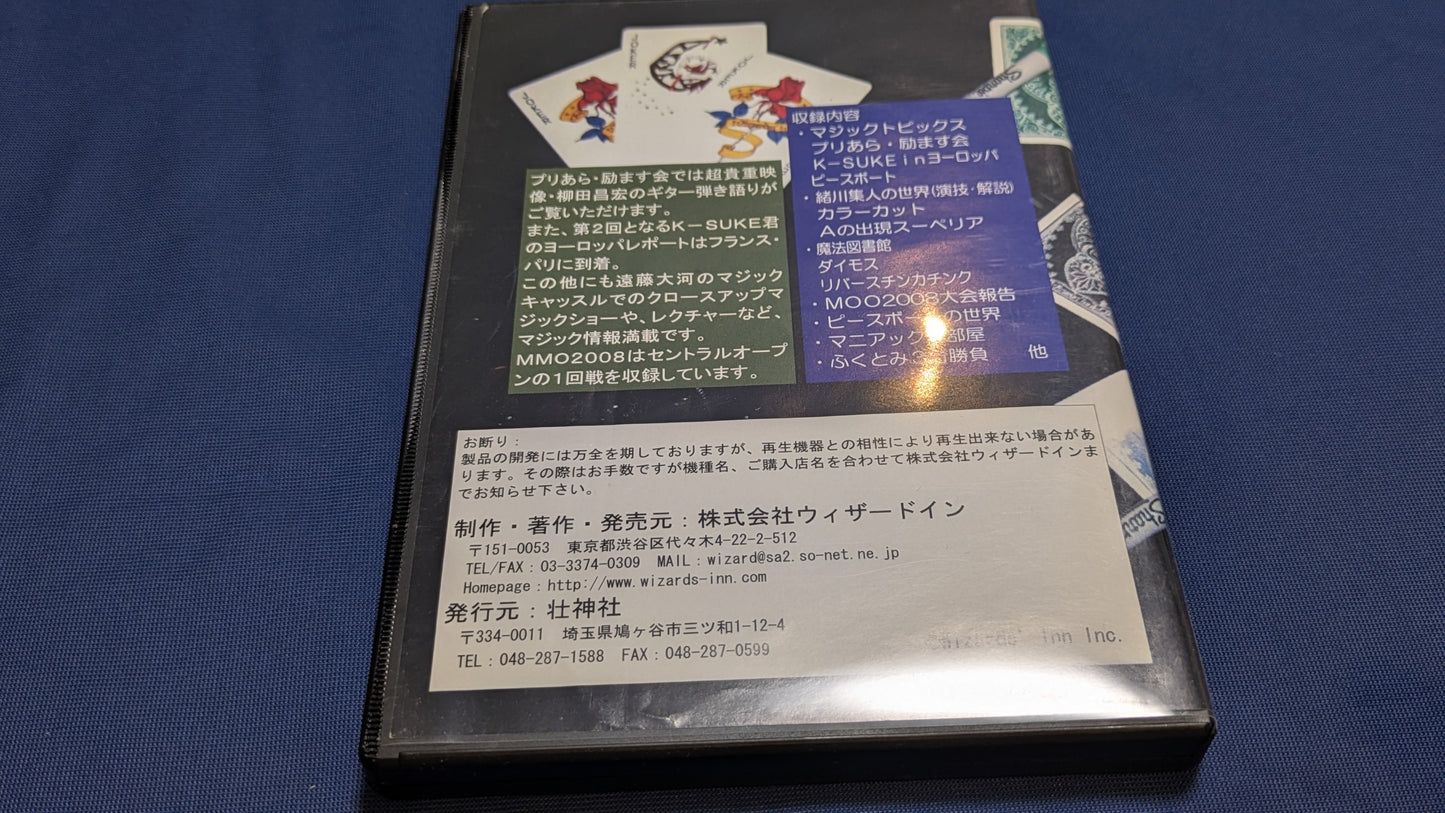 JOKER
JOKER
JOKER
プリあら・励ます会では超貴重映
像・柳田昌宏のギター弾き語りが
ご覧いただけます。
また、第2回となるK-SUKE君
のヨーロッパレポートはフランス・
パリに到着。
この他にも遠藤大河のマジック
キャッスルでのクロースアップマ
ジックショーや、レクチャーなど、
マジック情報満載です。
MMO2008はセントラルオープ
ンの1回戦を収録しています。
収録内容
・マジックトピックス
プリあら・励ます会
K-SUKEinヨーロッパ
ピースボート
・緒川集人の世界(演技・解説)
カラーカット
Aの出現スーペリア
・魔法図書館
ダイモス
リバースチンカチンク
・MOO2008大会報告
・ピースボートの世界
・マニアック 部屋
・ふくとみ 勝負 他
お断り:
製品の開発には万全を期しておりますが、再生機器との相性により再生出来ない場合があ
ります。その際はお手数ですが機種名、ご購入店名を合わせて株式会社ウィザードインま
でお知らせ下さい。
制作・著作・発売元:株式会社ウィザードイン
〒151-0053 東京都渋谷区代々木4-22-2-512
TEL/FAX:03-3374-0309 MAIL:wizard@sa2.so-net.ne.jp
Homepage:http://www.wizards-inn.com
発行元:壮神社
〒334-0011 埼玉県鳩ヶ谷市三ツ和1-12-4
TEL:048-287-1588 FAX:048-287-0599
©Wizards' Inn Inc.